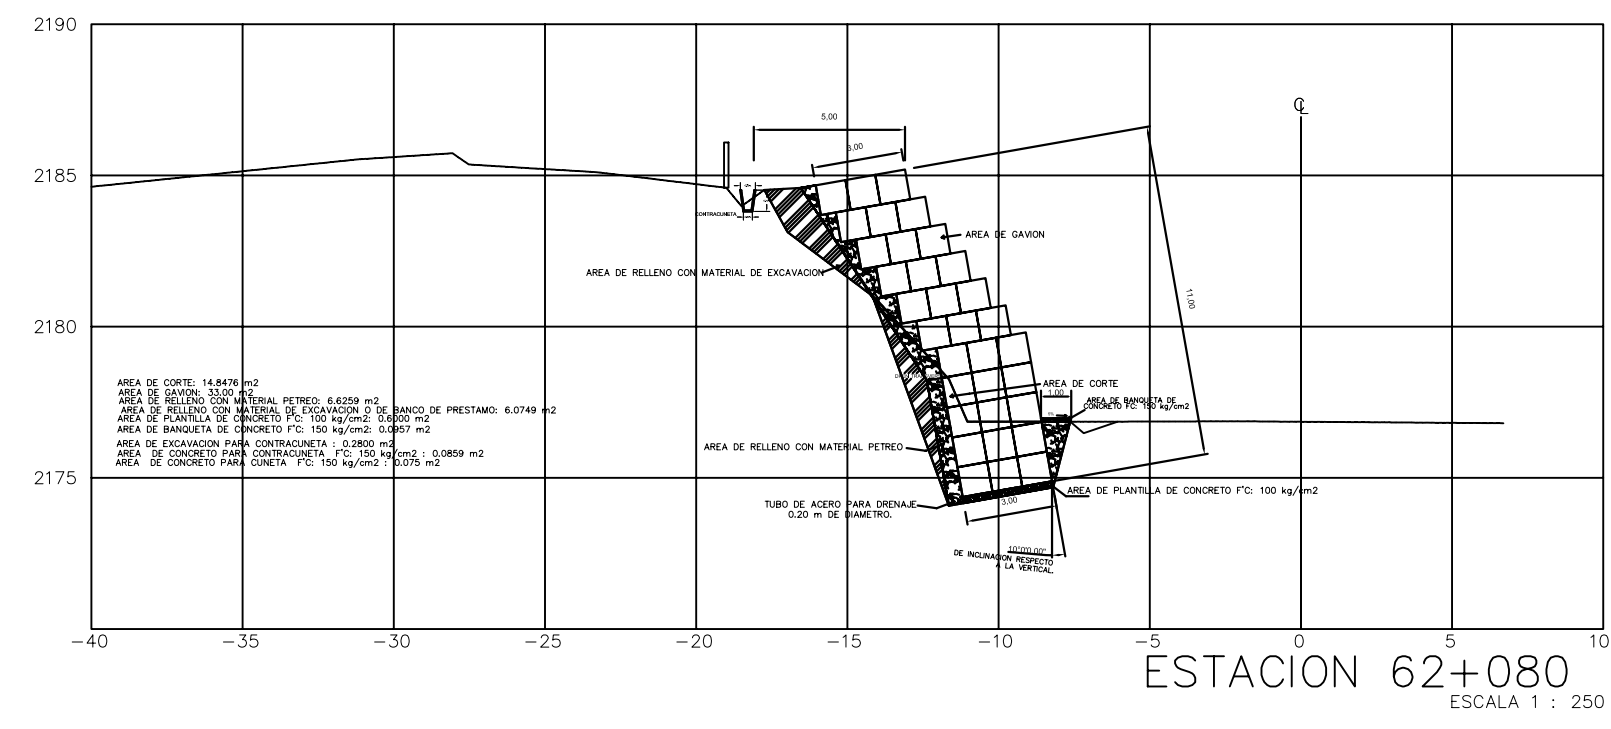 2190
℄
5,00
3,00
2185
CONTRACUNETA
AREA DE GAVION
AREA DE RELLENO CON MATERIAL DE EXCAVACION
11,00
2180
AREA DE CORTE: 14.8476 m2
AREA DE GAVION: 33.00 m2
AREA DE RELLENO CON MATERIAL PETREO: 6.6259 m2
AREA DE RELLENO CON MATERIAL DE EXCAVACION O DE BANCO DE PRESTAMO: 6.0749 m2
AREA DE PLANTILLA DE CONCRETO F'C: 100 kg/cm2: 0.6000 m2
AREA DE BANQUETA DE CONCRETO F'C: 150 kg/cm2: 0.0957 m2
AREA DE EXCAVACION PARA CONTRACUNETA : 0.2800 m2
AREA DE CONCRETO PARA CONTRACUNETA F'C: 150 kg/cm2 : 0.0859 m2
AREA DE CONCRETO PARA CUNETA F'C: 150 kg/cm2 : 0.075 m2
AREA DE CORTE
1,00
AREA DE BANQUETA DE
CONCRETO FC: 150 kg/cm2
AREA DE RELLENO CON MATERIAL PETREO
2175
AREA DE PLANTILLA DE CONCRETO F'C: 100 kg/cm2
TUBO DE ACERO PARA DRENAJE
0.20 m DE DIAMETRO.
3,00
10°0'0.00"
DE INCLINACION RESPECTO
A LA VERTICAL.
-40 -35 -30 -25 -20 -15 -10 -5 0 5 10
ESTACION 62+080
ESCALA 1 : 250